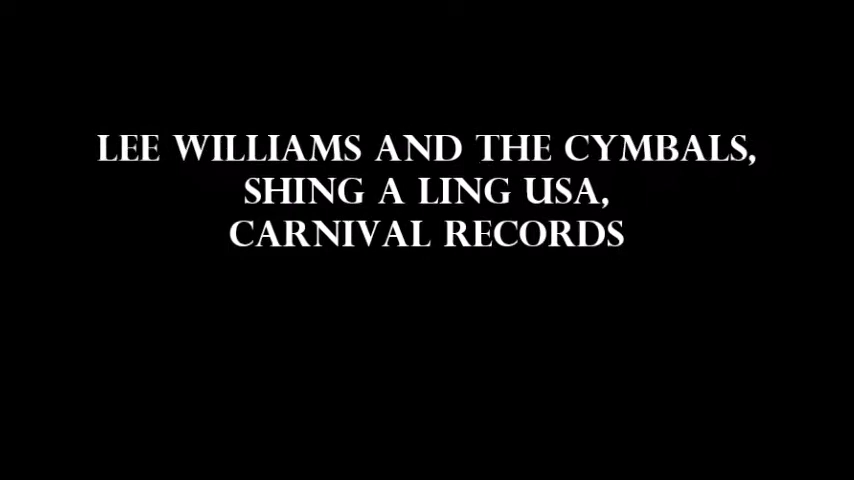 LEE WILLIAMS AND THE CYMBALS,
SHING A LING USA,
CARNIVAL RECORDS